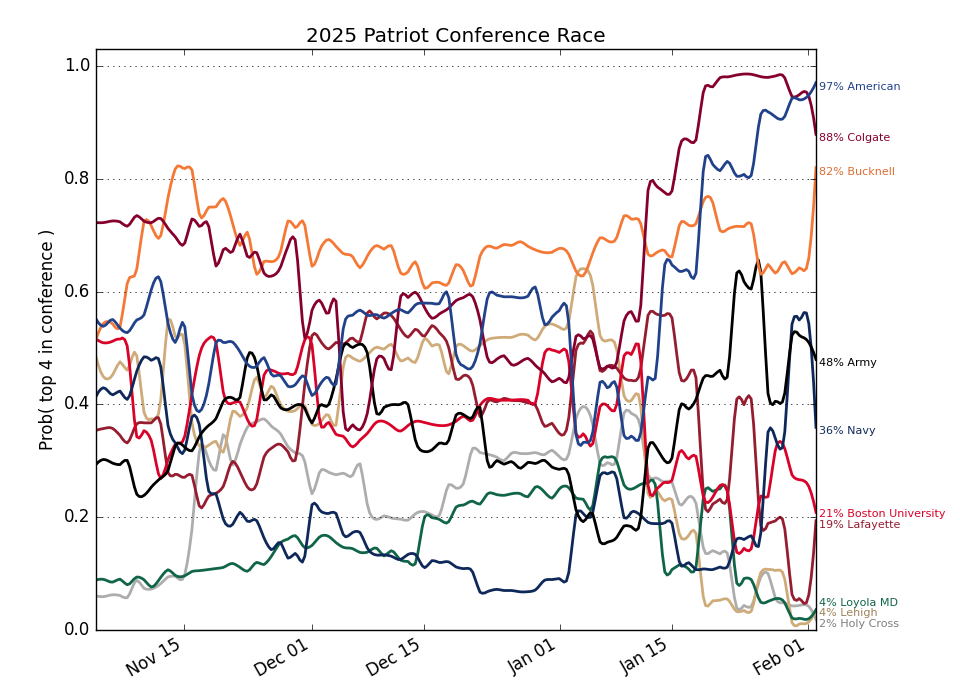 2025 Patriot Conference Race
Prob( top 4 in conference )
1.0
0.8
0.6
0.4
0.2
0.0
Nov 15
Dec 01
Dec 15
Jan 01
Jan 15
Feb 01
97% American
88% Colgate
82% Bucknell
48% Army
36% Navy
21% Boston University
19% Lafayette
4% Loyola MD
4% Lehigh
2% Holy Cross